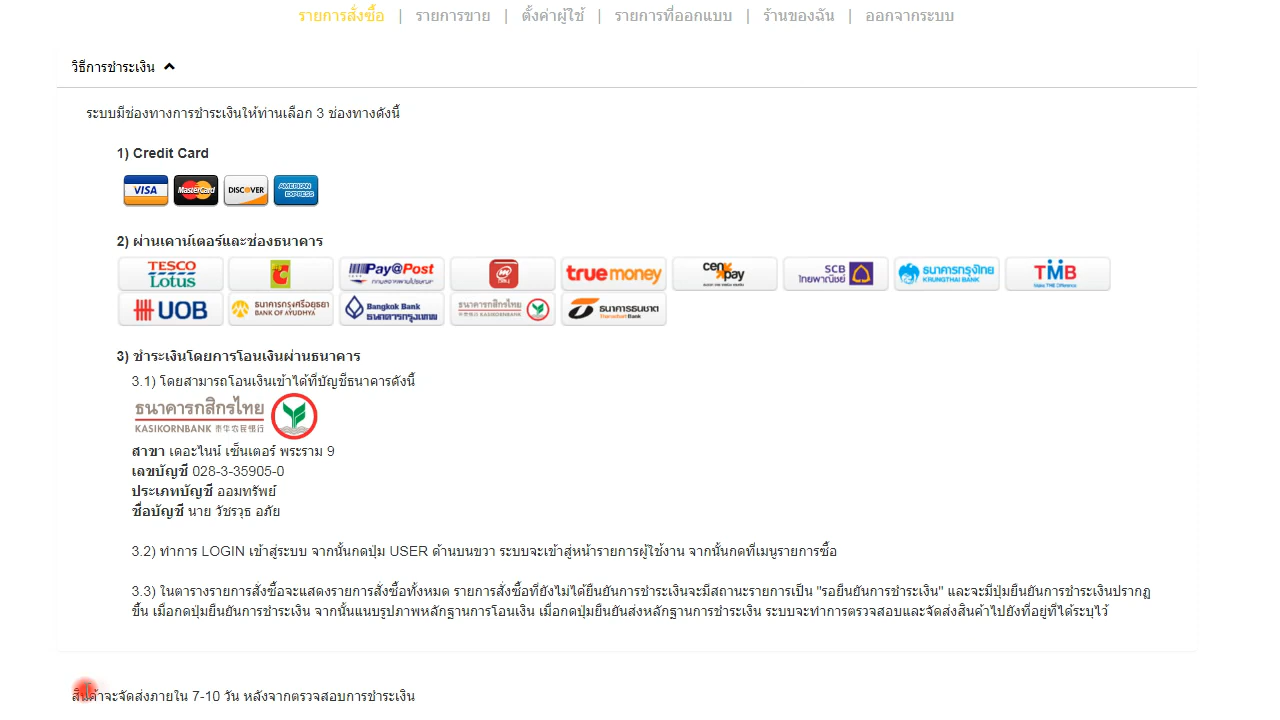 รายการสั่งซื้อ | รายการขาย | ตั้งค่าผู้ใช้ | รายการที่ออกแบบ | ร้านของฉัน | ออกจากระบบ
วิธีการชำระเงิน
ระบบมีช่องทางการชำระเงินให้ท่านเลือก 3 ช่องทางดังนี้
1) Credit Card
VISA MasterCard DISCOVER AMERICAN EXPRESS
2) ผ่านเคาน์เตอร์และช่องธนาคาร
TESCO Lotus Pay@Post truemoney cenpay SCB ไทยพาณิชย์ ธนาคารกรุงไทย KRUNGTHAI BANK TMB Make THE Difference
UOB ธนาคารกรุงศรีอยุธยา BANK OF AYUDHYA Bangkok Bank ธนาคารกรุงเทพ ธนาคารกสิกรไทย KASIKORNBANK ธนาคารธนชาต Thanachart Bank
3) ชำระเงินโดยการโอนเงินผ่านธนาคาร
3.1) โดยสามารถโอนเงินเข้าได้ที่บัญชีธนาคารดังนี้
ธนาคารกสิกรไทย
KASIKORNBANK 泰华农民银行
สาขา เดอะไนน์ เซ็นเตอร์ พระราม 9
เลขบัญชี 028-3-35905-0
ประเภทบัญชี ออมทรัพย์
ชื่อบัญชี นาย วัชรวุธ อภัย
3.2) ทำการ LOGIN เข้าสู่ระบบ จากนั้นกดปุ่ม USER ด้านบนขวา ระบบจะเข้าสู่หน้ารายการผู้ใช้งาน จากนั้นกดที่เมนูรายการซื้อ
3.3) ในตารางรายการสั่งซื้อจะแสดงรายการสั่งซื้อทั้งหมด รายการสั่งซื้อที่ยังไม่ได้ยืนยันการชำระเงินจะมีสถานะรายการเป็น "รอยืนยันการชำระเงิน" และจะมีปุ่มยืนยันการชำระเงินปรากฏ
ขึ้น เมื่อกดปุ่มยืนยันการชำระเงิน จากนั้นแนบรูปภาพหลักฐานการโอนเงิน เมื่อกดปุ่มยืนยันส่งหลักฐานการชำระเงิน ระบบจะทำการตรวจสอบและจัดส่งสินค้าไปยังที่อยู่ที่ได้ระบุไว้
สินค้าจะจัดส่งภายใน 7-10 วัน หลังจากตรวจสอบการชำระเงิน